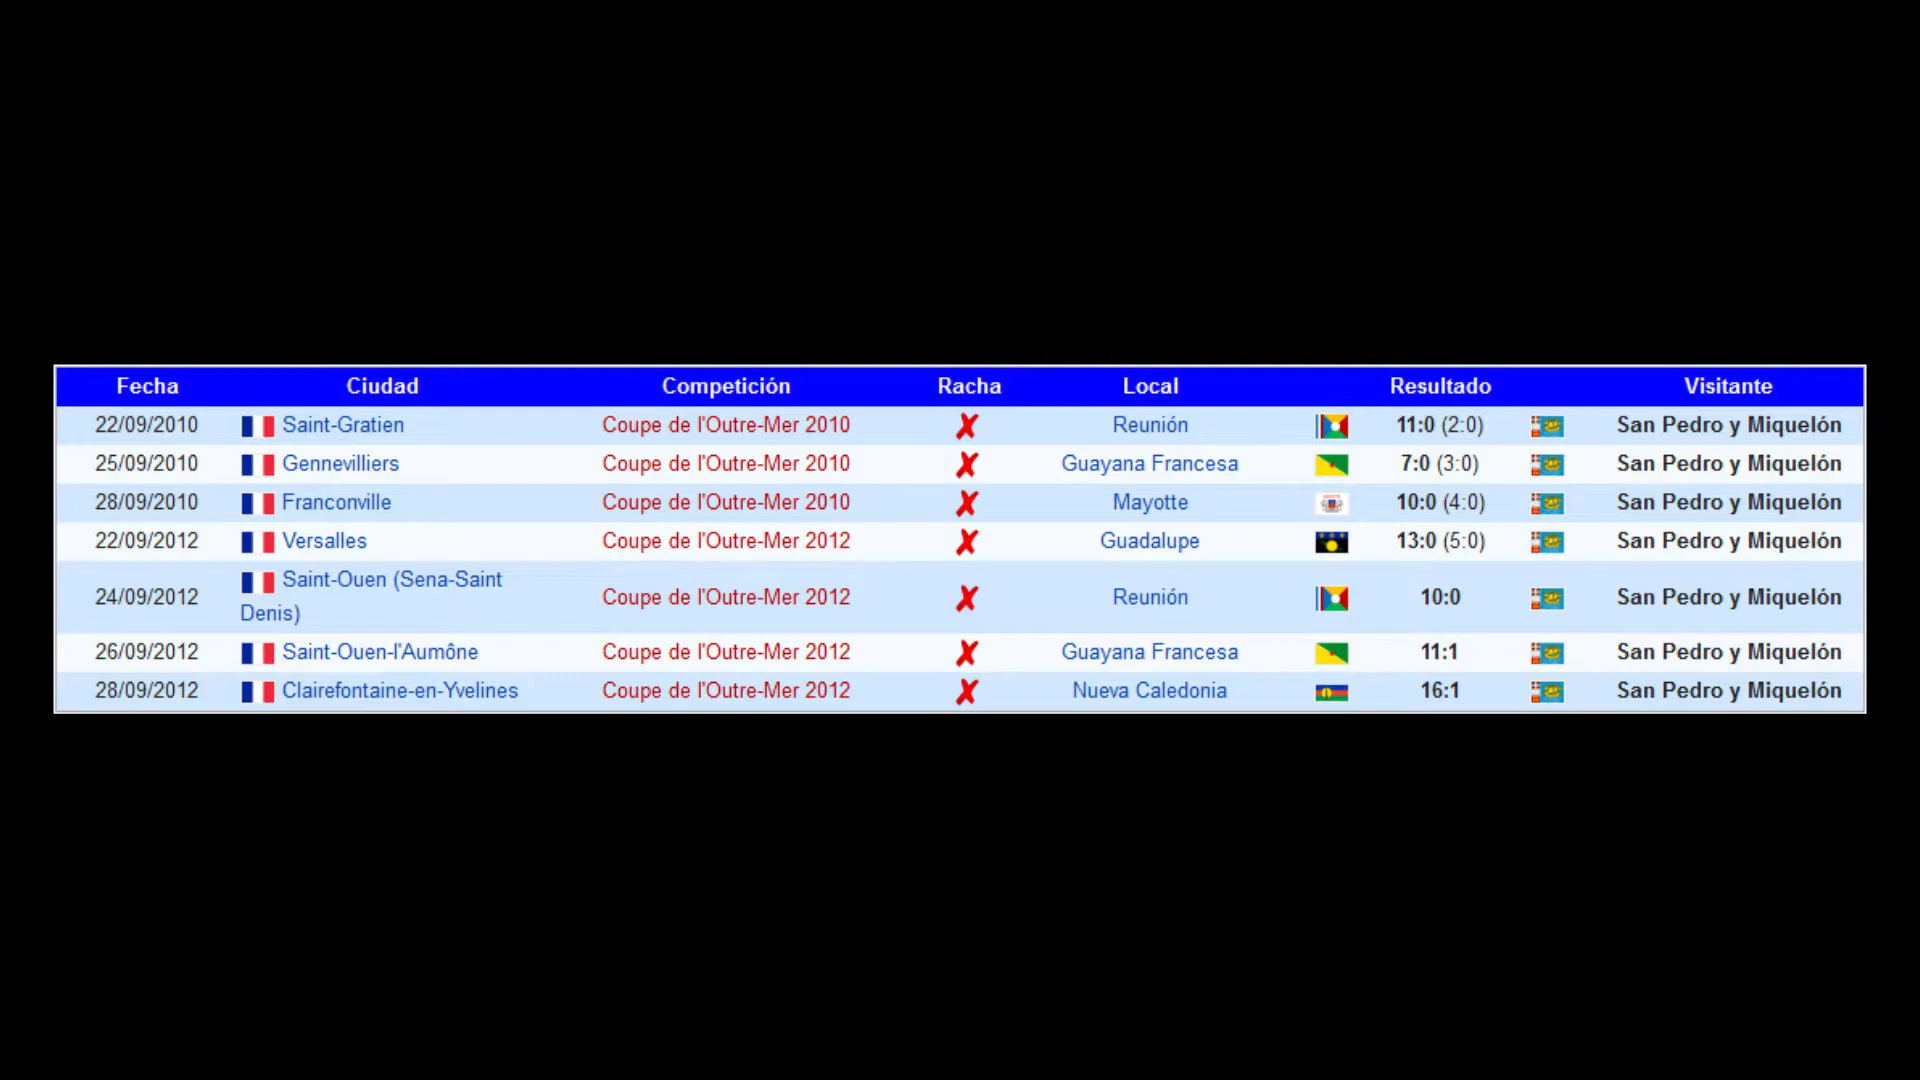 Fecha Ciudad Competición Racha Local Resultado Visitante
22/09/2010 Saint-Gratien Coupe de l'Outre-Mer 2010 Reunión 11:0 (2:0) San Pedro y Miquelón
25/09/2010 Gennevilliers Coupe de l'Outre-Mer 2010 Guayana Francesa 7:0 (3:0) San Pedro y Miquelón
28/09/2010 Franconville Coupe de l'Outre-Mer 2010 Mayotte 10:0 (4:0) San Pedro y Miquelón
22/09/2012 Versalles Coupe de l'Outre-Mer 2012 Guadalupe 13:0 (5:0) San Pedro y Miquelón
24/09/2012 Saint-Ouen (Sena-Saint
Denis) Coupe de l'Outre-Mer 2012 Reunión 10:0 San Pedro y Miquelón
26/09/2012 Saint-Ouen-l'Aumône Coupe de l'Outre-Mer 2012 Guayana Francesa 11:1 San Pedro y Miquelón
28/09/2012 Clairefontaine-en-Yvelines Coupe de l'Outre-Mer 2012 Nueva Caledonia 16:1 San Pedro y Miquelón